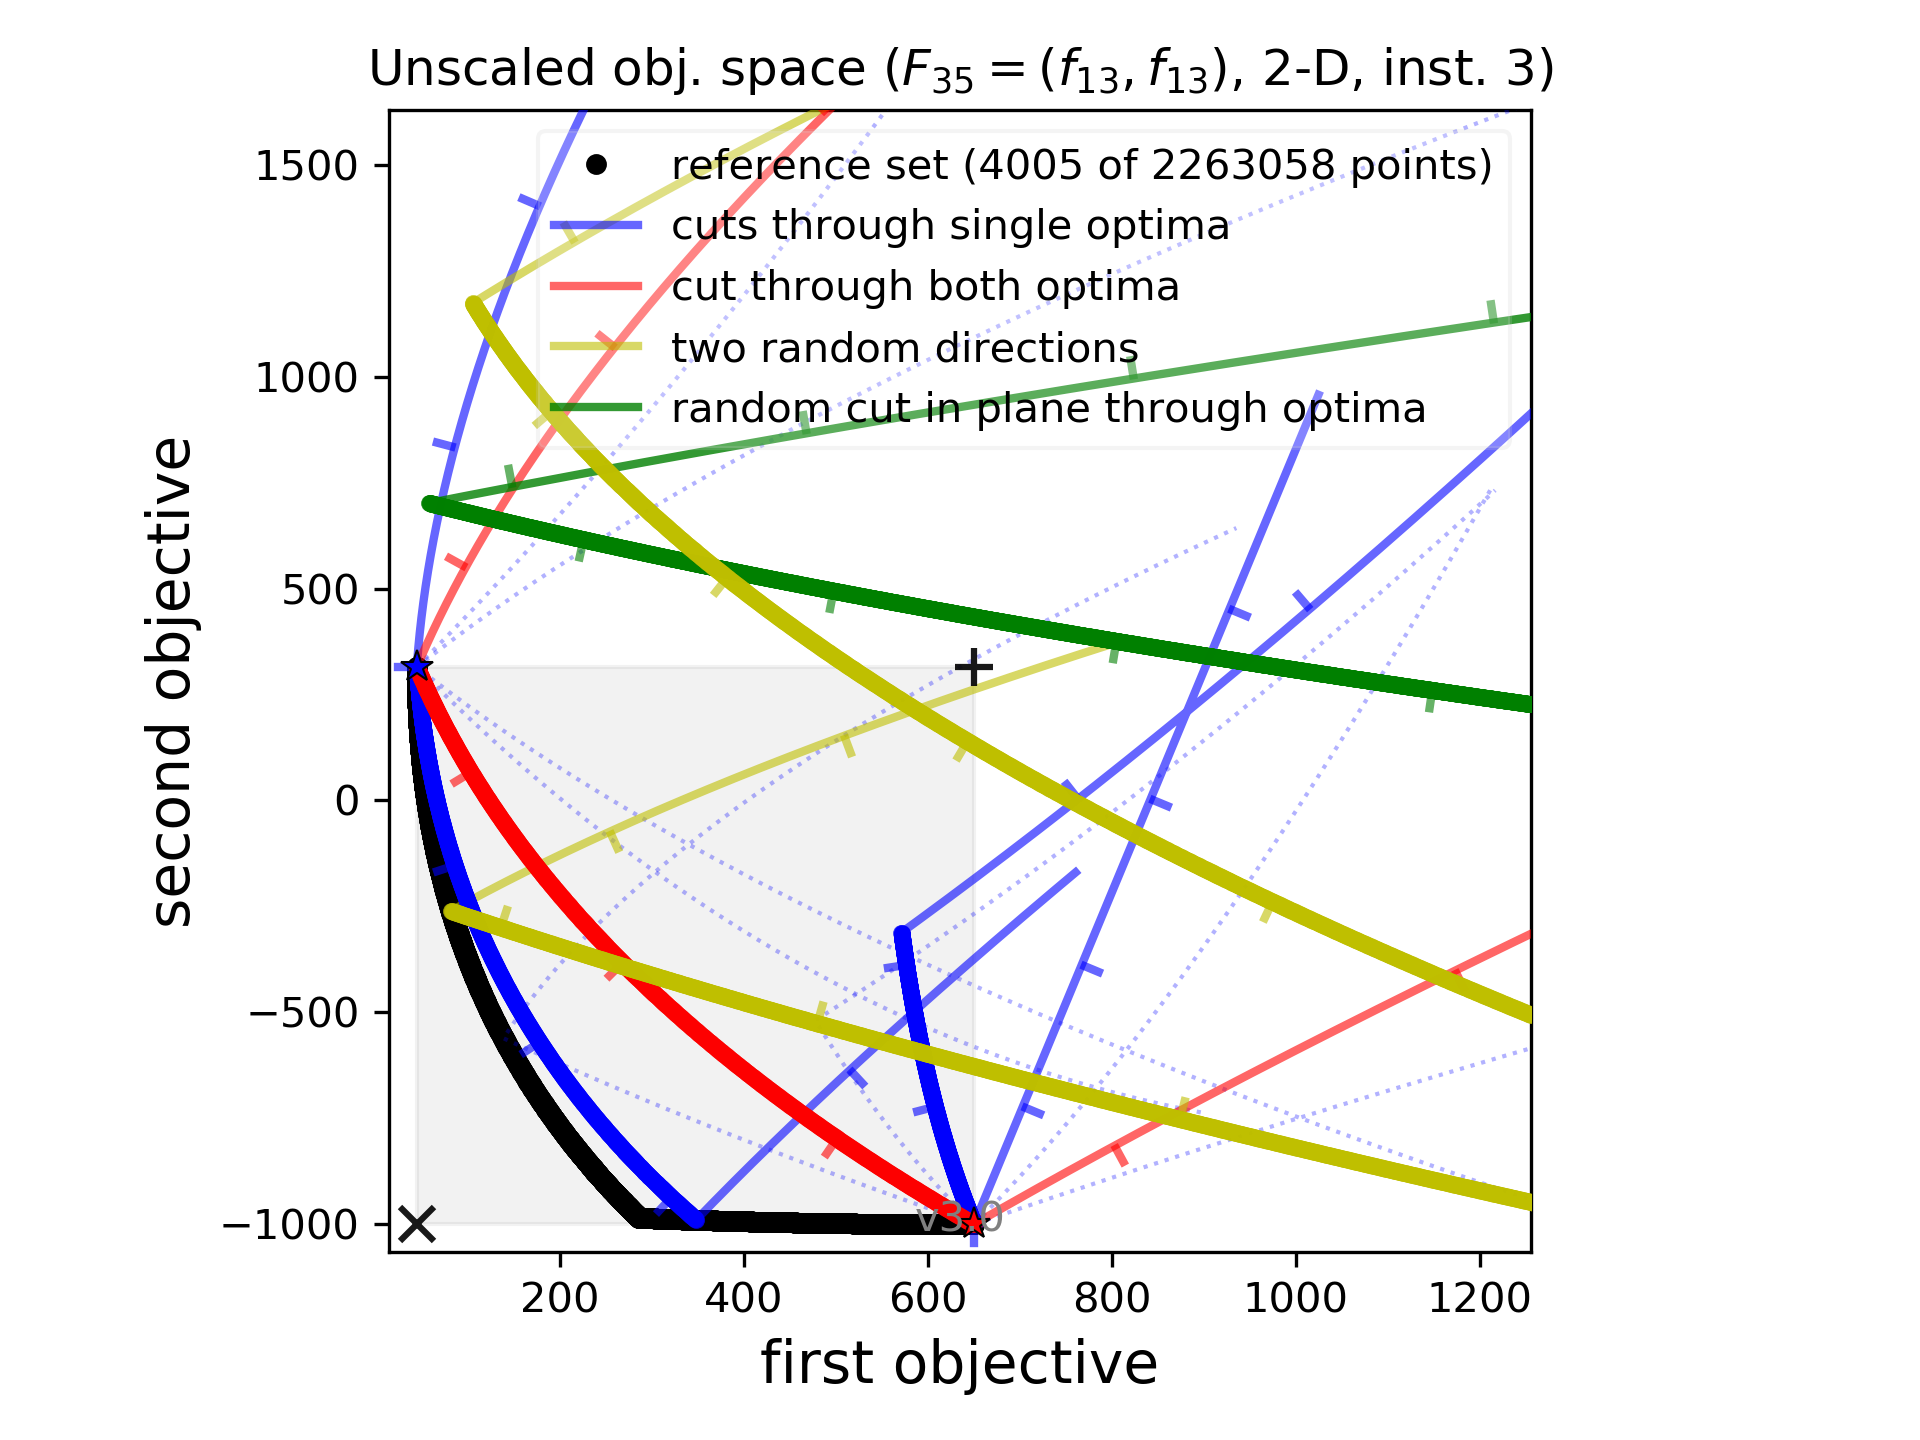 Unscaled obj. space (F35 = (f13, f13), 2-D, inst. 3)
reference set (4005 of 2263058 points)
cuts through single optima
cut through both optima
two random directions
random cut in plane through optima
1500
1000
500
0
−500
−1000
second objective
v3.0
200 400 600 800 1000 1200
first objective